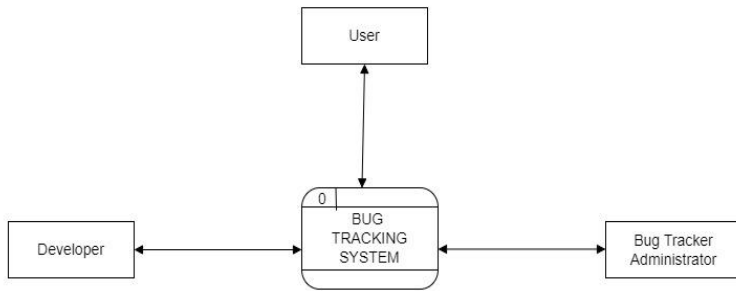 User
0
BUG
TRACKING
SYSTEM
Developer
Bug Tracker
Administrator